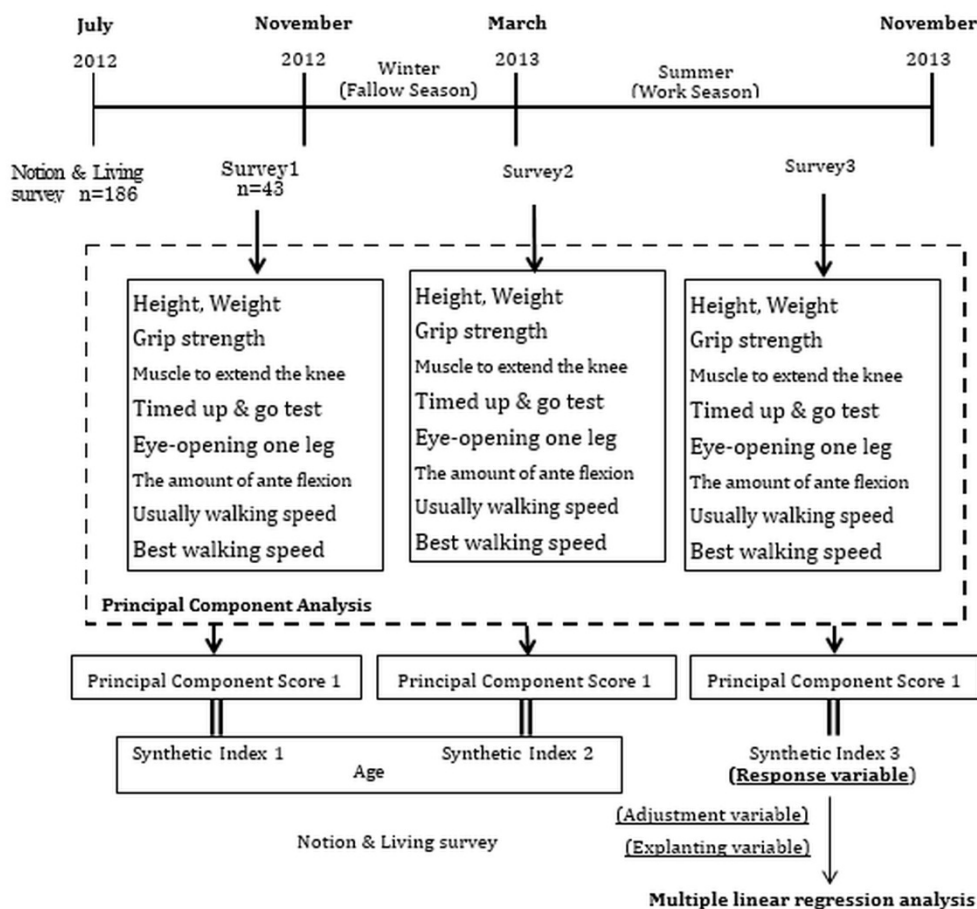 July
November
March
November
2012
2012
2013
2013
Winter
(Fallow Season)
Summer
(Work Season)
Notion & Living
survey n=186
Survey1
n=43
Survey2
Survey3
Height, Weight
Grip strength
Muscle to extend the knee
Timed up & go test
Eye-opening one leg
The amount of ante flexion
Usually walking speed
Best walking speed
Height, Weight
Grip strength
Muscle to extend the knee
Timed up & go test
Eye-opening one leg
The amount of ante flexion
Usually walking speed
Best walking speed
Height, Weight
Grip strength
Muscle to extend the knee
Timed up & go test
Eye-opening one leg
The amount of ante flexion
Usually walking speed
Best walking speed
Principal Component Analysis
Principal Component Score 1
Principal Component Score 1
Principal Component Score 1
Synthetic Index 1
Synthetic Index 2
Age
Synthetic Index 3
(Response variable)
(Adjustment variable)
Notion & Living survey
(Explanting variable)
Multiple linear regression analysis